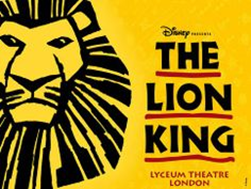 Disney PRESENTS
THE
LION
KING
LYCEUM THEATRE
LONDON